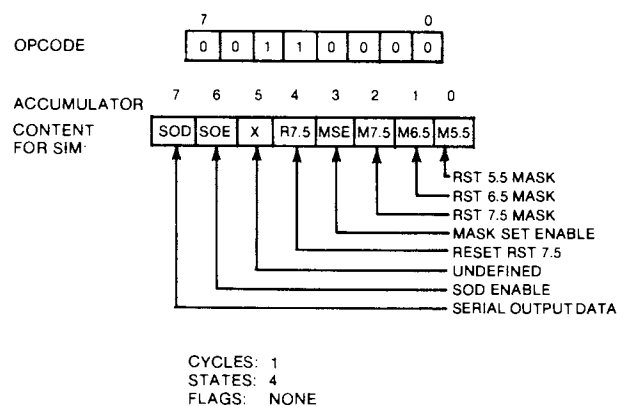 7 0
OPCODE 0 0 1 1 0 0 0 0
ACCUMULATOR 7 6 5 4 3 2 1 0
CONTENT SOD SOE X R7.5 MSE M7.5 M6.5 M5.5
FOR SIM:
RST 5.5 MASK
RST 6.5 MASK
RST 7.5 MASK
MASK SET ENABLE
RESET RST 7.5
UNDEFINED
SOD ENABLE
SERIAL OUTPUT DATA
CYCLES: 1
STATES: 4
FLAGS: NONE